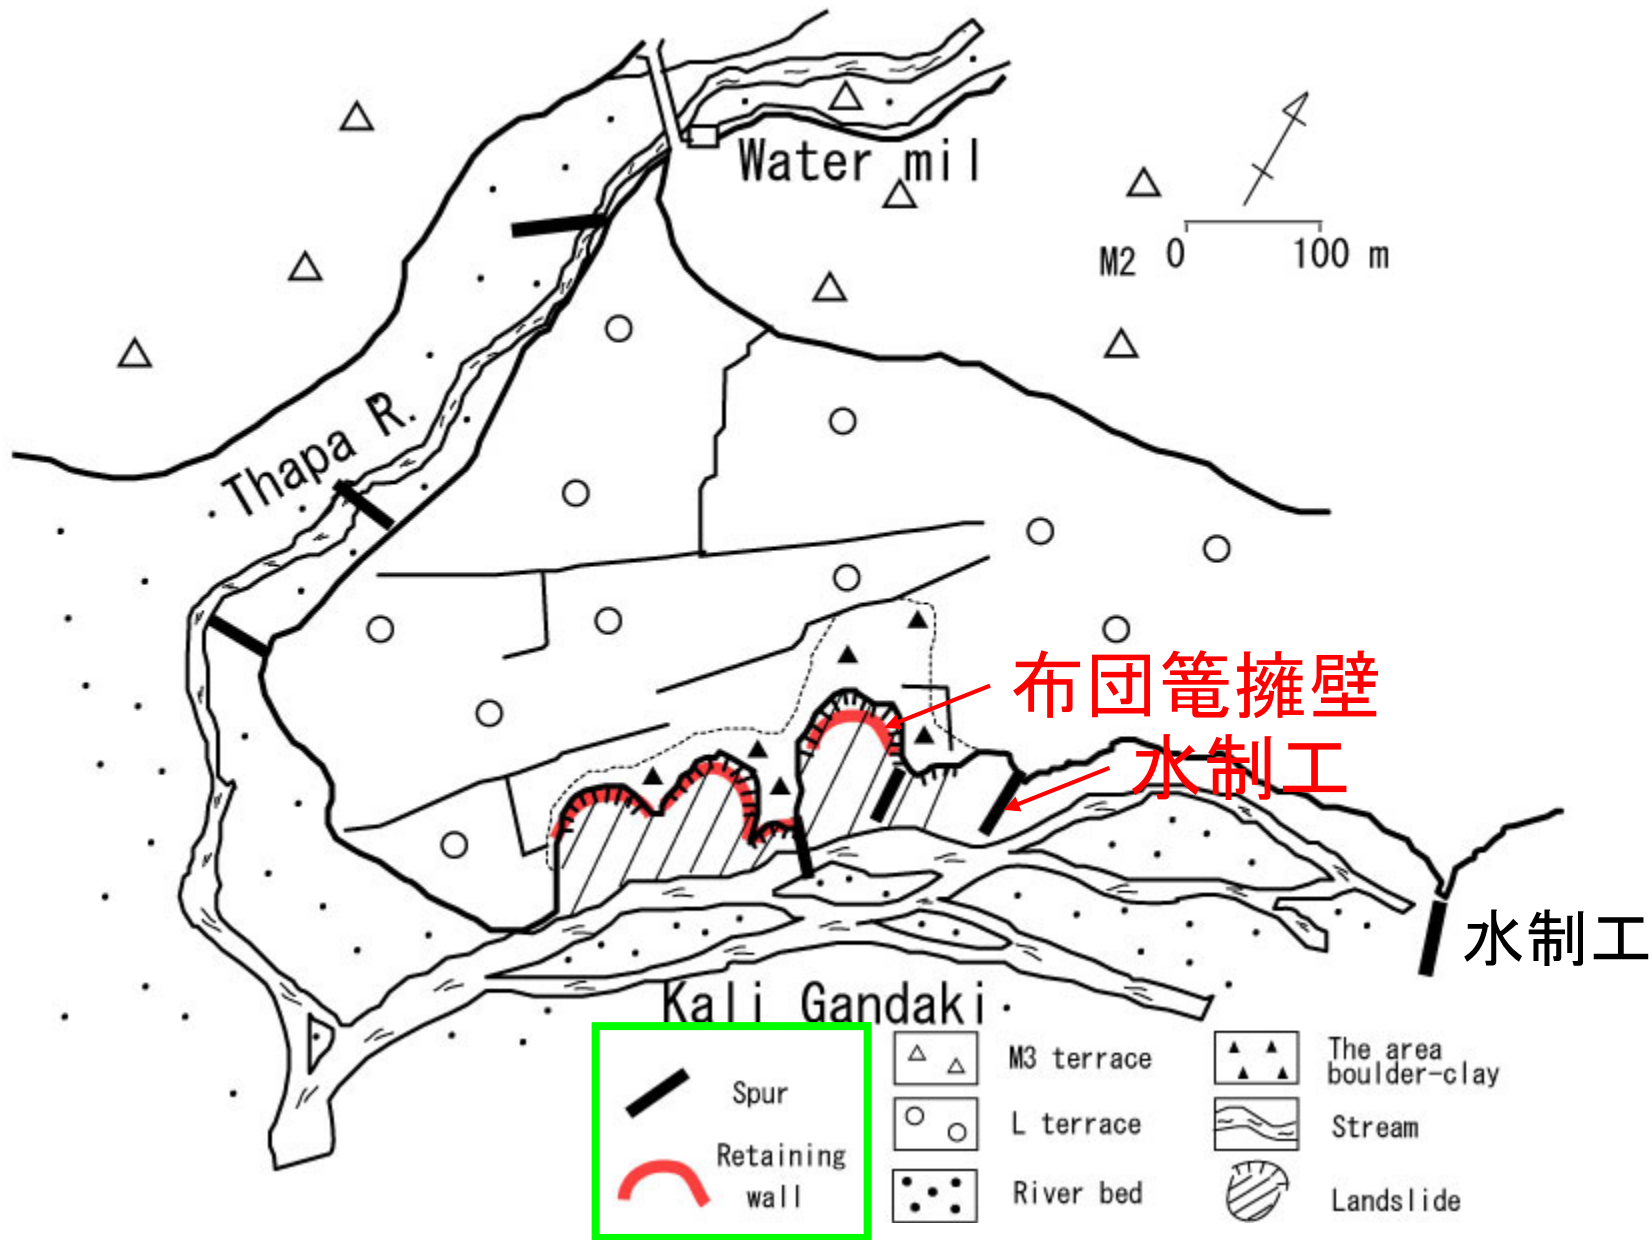 Water mil
M2 0 100 m
Thapa R.
布団篭擁壁
水制工
水制工
Kali Gandaki
Spur
Retaining
wall
M3 terrace
L terrace
River bed
The area
boulder-clay
Stream
Landslide